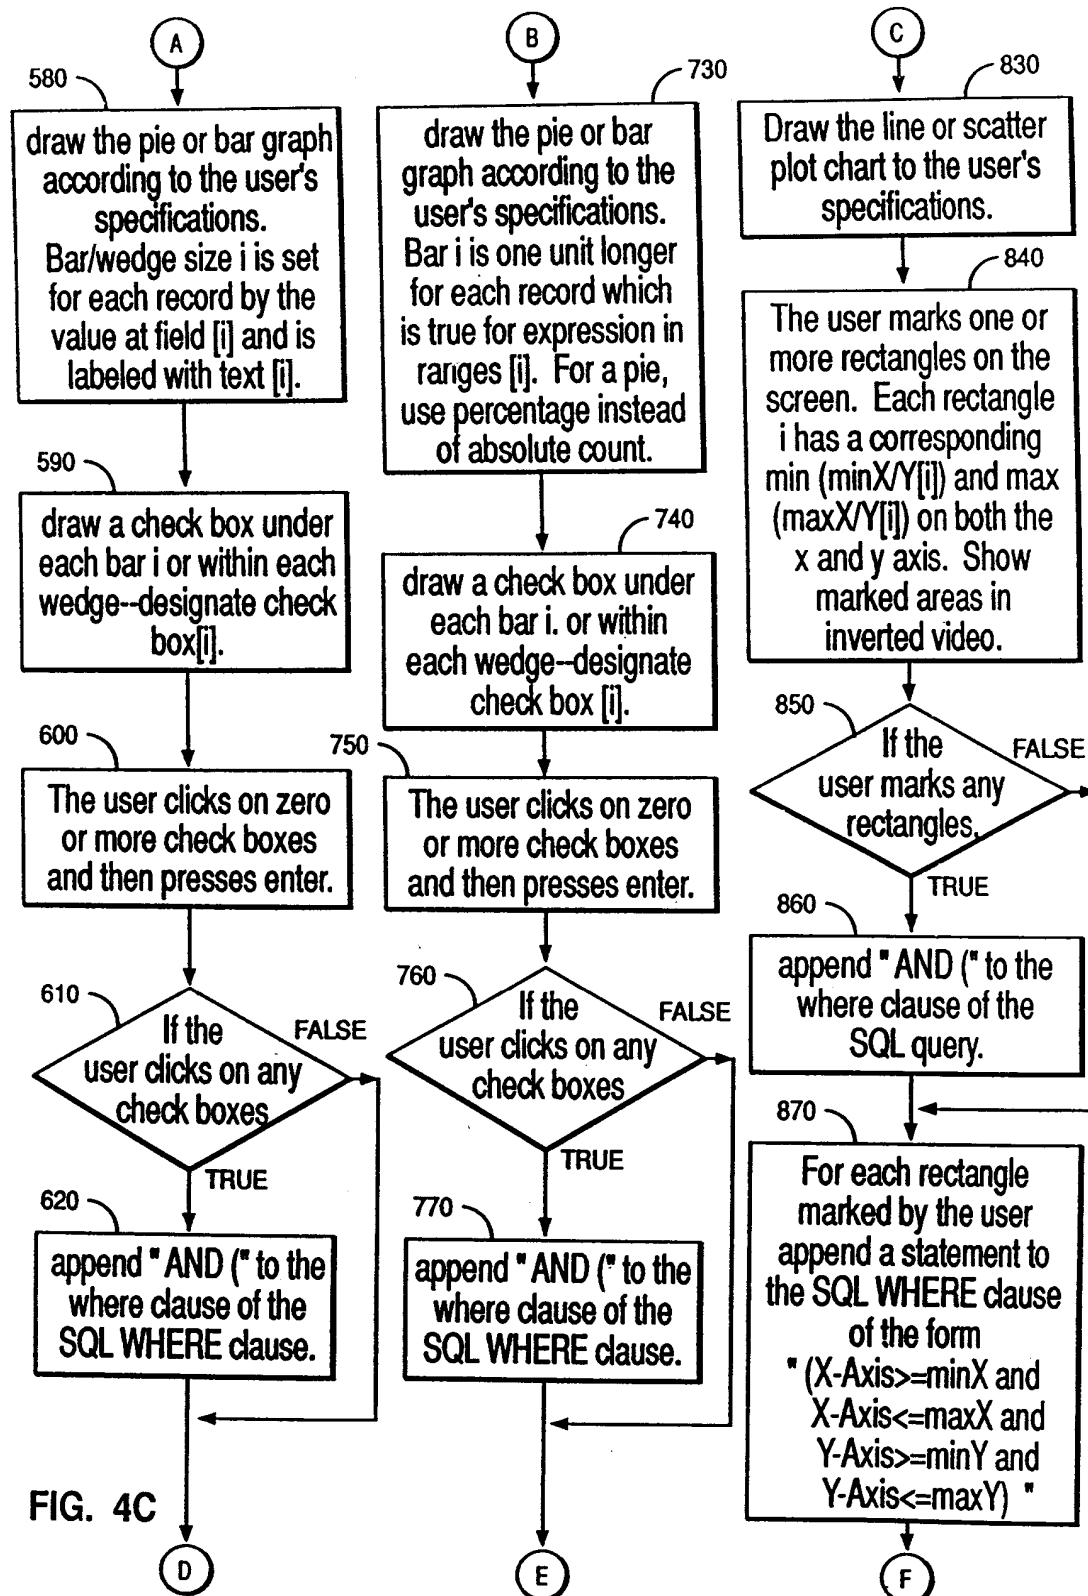 A
580
draw the pie or bar graph
according to the user's
specifications.
Bar/wedge size i is set
for each record by the
value at field [i] and is
labeled with text [i].
590
draw a check box under
each bar i or within each
wedge--designate check
box[i].
600
The user clicks on zero
or more check boxes
and then presses enter.
610
If the
user clicks on any
check boxes
FALSE
TRUE
620
append " AND (" to the
where clause of the
SQL WHERE clause.
D
B
730
draw the pie or bar
graph according to the
user's specifications.
Bar i is one unit longer
for each record which
is true for expression in
ranges [i]. For a pie,
use percentage instead
of absolute count.
740
draw a check box under
each bar i. or within
each wedge--designate
check box [i].
750
The user clicks on zero
or more check boxes
and then presses enter.
760
If the
user clicks on any
check boxes
FALSE
TRUE
770
append " AND (" to the
where clause of the
SQL WHERE clause.
E
C
830
Draw the line or scatter
plot chart to the user's
specifications.
840
The user marks one or
more rectangles on the
screen. Each rectangle
i has a corresponding
min (minX/Y[i]) and max
(maxX/Y[i]) on both the
x and y axis. Show
marked areas in
inverted video.
850
If the
user marks any
rectangles.
FALSE
TRUE
860
append " AND (" to the
where clause of the
SQL query.
870
For each rectangle
marked by the user
append a statement to
the SQL WHERE clause
of the form
" (X-Axis>=minX and
X-Axis<=maxX and
Y-Axis>=minY and
Y-Axis<=maxY) "
F
FIG. 4C